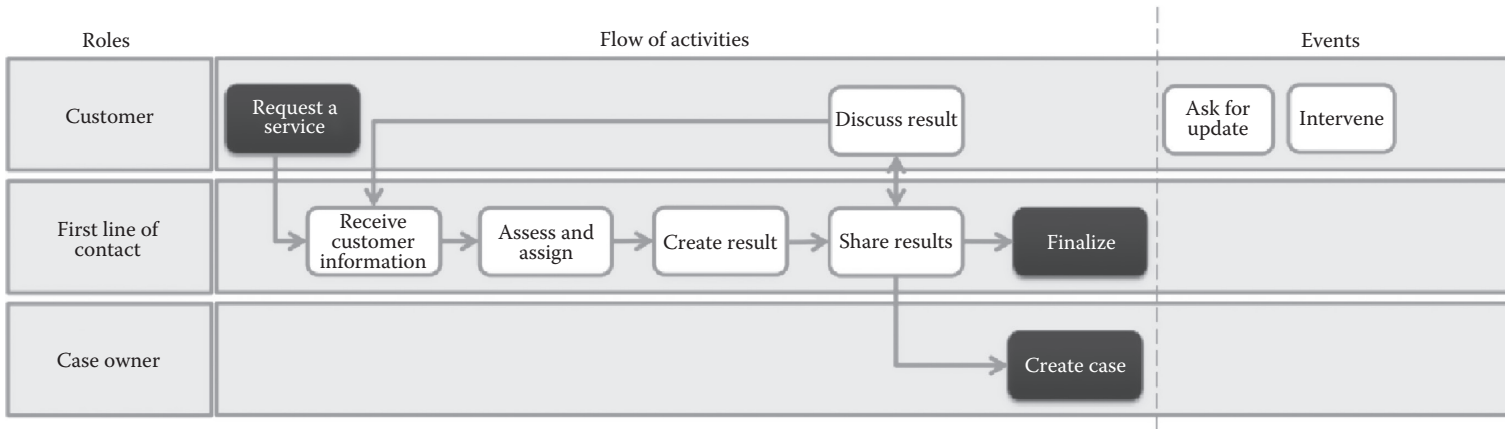 Roles
Flow of activities
Events
Customer
Request a
service
Discuss result
Ask for
update
Intervene
First line of
contact
Receive
customer
information
Assess and
assign
Create result
Share results
Finalize
Case owner
Create case